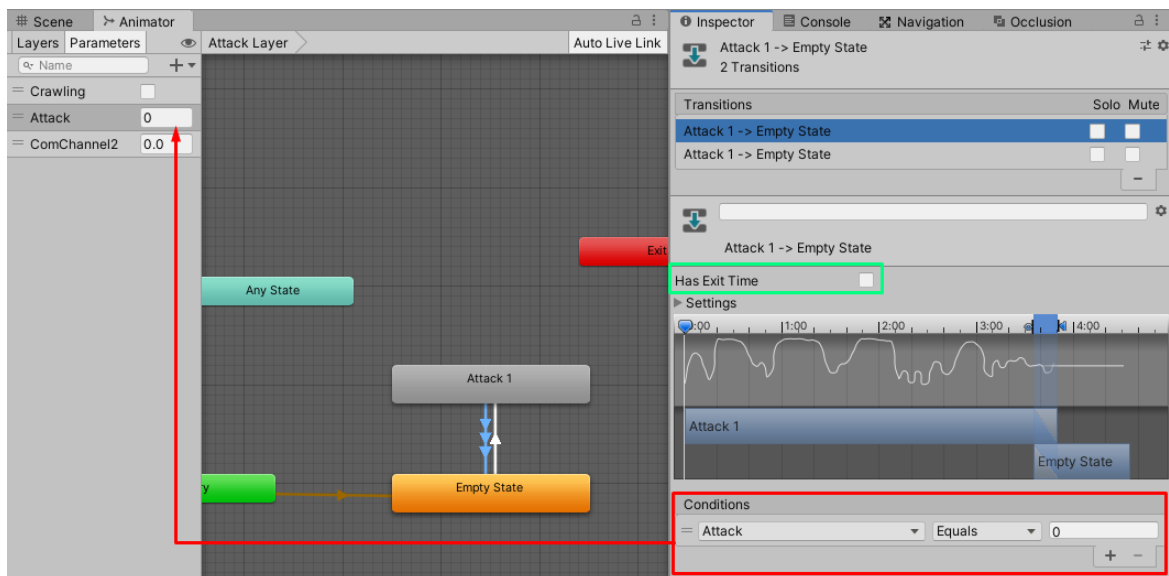 Scene Animator
Layers Parameters Attack Layer Auto Live Link
Name
Crawling
Attack 0
ComChannel2 0.0
Exit
Any State
Attack 1
y
Empty State
Inspector Console Navigation Occlusion
Attack 1 -> Empty State
2 Transitions
Transitions Solo Mute
Attack 1 -> Empty State
Attack 1 -> Empty State
Attack 1 -> Empty State
Has Exit Time
Settings
:00 1:00 2:00 3:00 4:00
Attack 1
Empty State
Conditions
Attack Equals 0